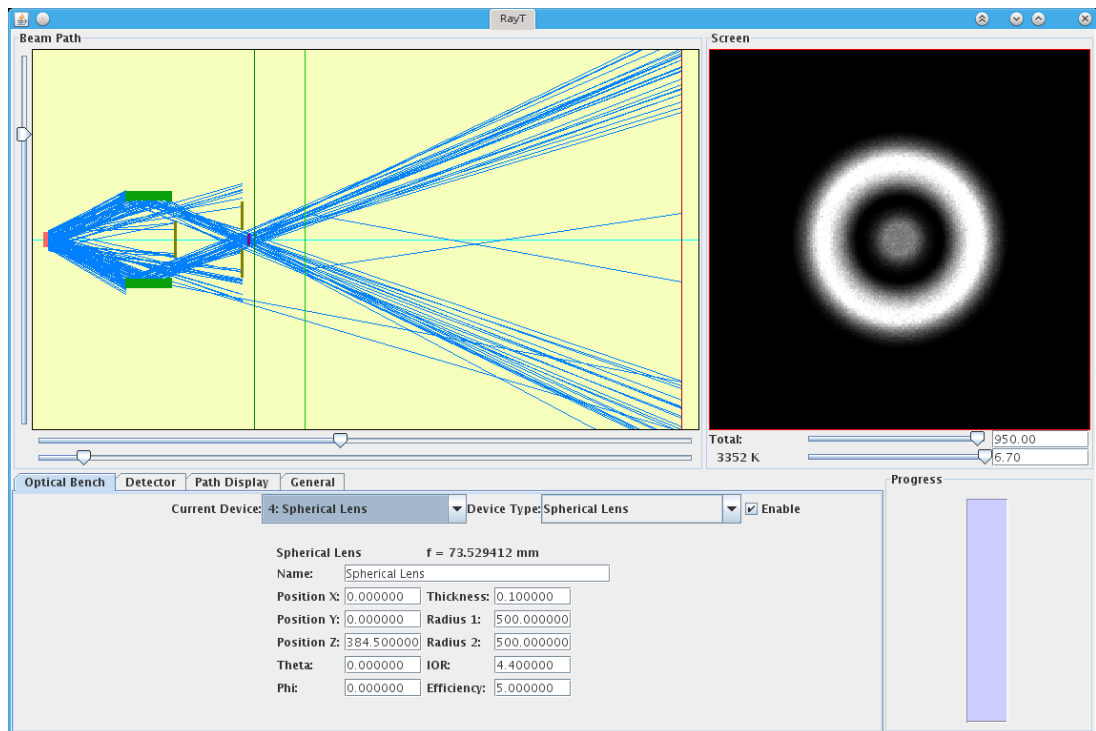 RayT
Beam Path
Screen
Total: 950.00
3352 K 6.70
Optical Bench Detector Path Display General
Progress
Current Device: 4: Spherical Lens Device Type: Spherical Lens Enable
Spherical Lens f = 73.529412 mm
Name: Spherical Lens
Position X: 0.000000 Thickness: 0.100000
Position Y: 0.000000 Radius 1: 500.000000
Position Z: 384.500000 Radius 2: 500.000000
Theta: 0.000000 IOR: 4.400000
Phi: 0.000000 Efficiency: 5.000000